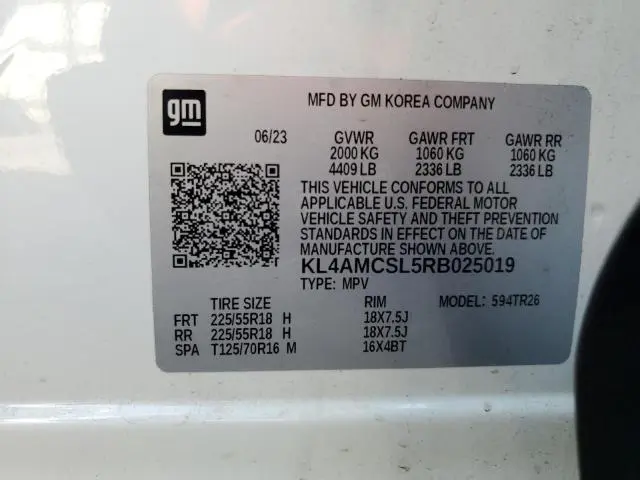 gm
MFD BY GM KOREA COMPANY
06/23 GVWR GAWR FRT GAWR RR
2000 KG 1060 KG 1060 KG
4409 LB 2336 LB 2336 LB
THIS VEHICLE CONFORMS TO ALL
APPLICABLE U.S. FEDERAL MOTOR
VEHICLE SAFETY AND THEFT PREVENTION
STANDARDS IN EFFECT ON THE DATE OF
MANUFACTURE SHOWN ABOVE.
KL4AMCSL5RB025019
TYPE: MPV
TIRE SIZE RIM MODEL: 594TR26
FRT 225/55R18 H 18X7.5J
RR 225/55R18 H 18X7.5J
SPA T125/70R16 M 16X4BT